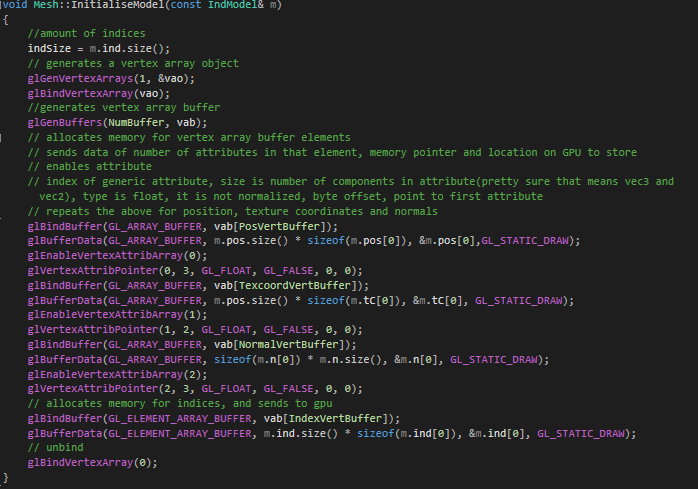 void Mesh::InitialiseModel(const IndModel& m)
{
//amount of indices
indSize = m.ind.size();
// generates a vertex array object
glGenVertexArrays(1, &vao);
glBindVertexArray(vao);
//generates vertex array buffer
glGenBuffers(NumBuffer, vab);
// allocates memory for vertex array buffer elements
// sends data of number of attributes in that element, memory pointer and location on GPU to store
// enables attribute
// index of generic attribute, size is number of components in attribute(pretty sure that means vec3 and
vec2), type is float, it is not normalized, byte offset, point to first attribute
// repeats the above for position, texture coordinates and normals
glBindBuffer(GL_ARRAY_BUFFER, vab[PosVertBuffer]);
glBufferData(GL_ARRAY_BUFFER, m.pos.size() * sizeof(m.pos[0]), &m.pos[0],GL_STATIC_DRAW);
glEnableVertexAttribArray(0);
glVertexAttribPointer(0, 3, GL_FLOAT, GL_FALSE, 0, 0);
glBindBuffer(GL_ARRAY_BUFFER, vab[TexcoordVertBuffer]);
glBufferData(GL_ARRAY_BUFFER, m.pos.size() * sizeof(m.tC[0]), &m.tC[0], GL_STATIC_DRAW);
glEnableVertexAttribArray(1);
glVertexAttribPointer(1, 2, GL_FLOAT, GL_FALSE, 0, 0);
glBindBuffer(GL_ARRAY_BUFFER, vab[NormalVertBuffer]);
glBufferData(GL_ARRAY_BUFFER, sizeof(m.n[0]) * m.n.size(), &m.n[0], GL_STATIC_DRAW);
glEnableVertexAttribArray(2);
glVertexAttribPointer(2, 3, GL_FLOAT, GL_FALSE, 0, 0);
// allocates memory for indices, and sends to gpu
glBindBuffer(GL_ELEMENT_ARRAY_BUFFER, vab[IndexVertBuffer]);
glBufferData(GL_ELEMENT_ARRAY_BUFFER, m.ind.size() * sizeof(m.ind[0]), &m.ind[0], GL_STATIC_DRAW);
// unbind
glBindVertexArray(0);
}